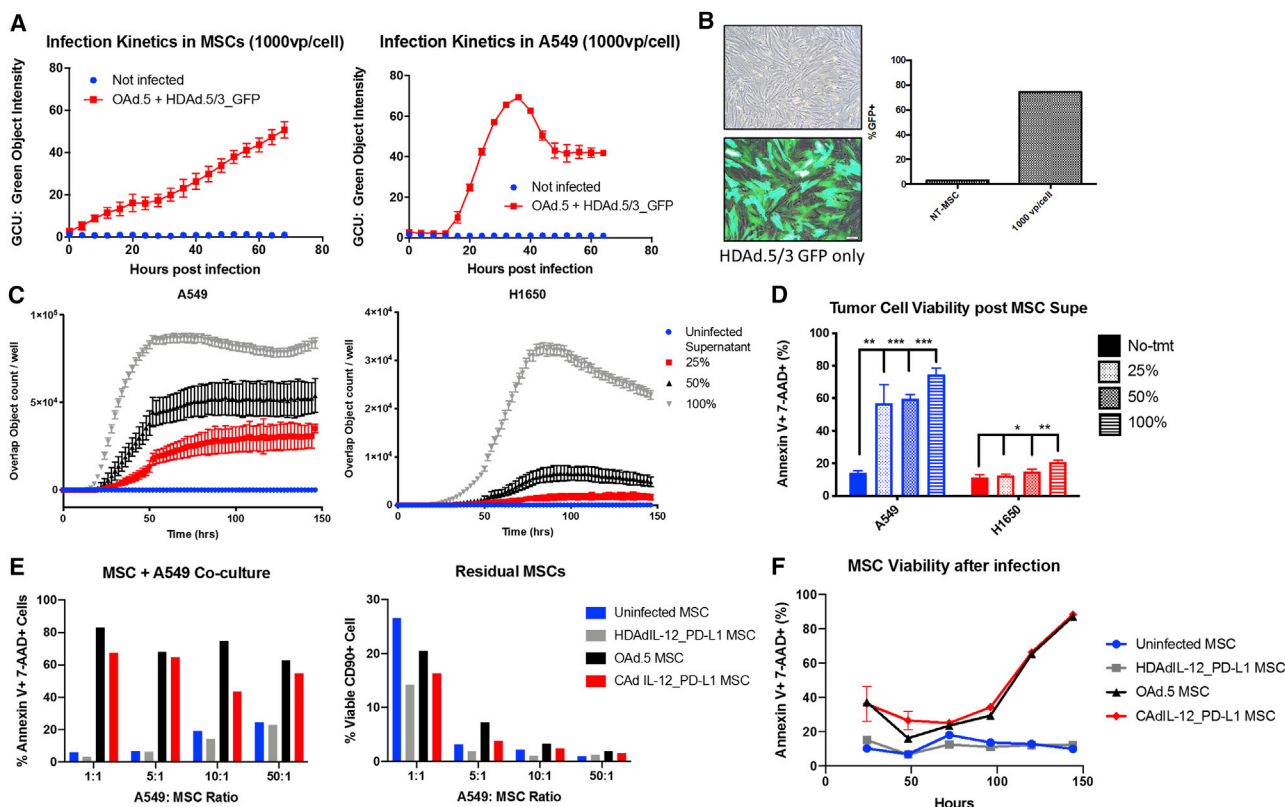 A
Infection Kinetics in MSCs (1000vp/cell)
GCU: Green Object Intensity
80
60
40
20
0
Not infected
OAd.5 + HDAd.5/3_GFP
0 20 40 60 80
Hours post infection
Infection Kinetics in A549 (1000vp/cell)
GCU: Green Object Intensity
80
60
40
20
0
Not infected
OAd.5 + HDAd.5/3_GFP
0 20 40 60 80
Hours post infection
B
HDAd.5/3 GFP only
% GFP+
100
80
60
40
20
0
NT-MSC
1000 vp/cell
C
A549
Overlap Object count / well
1×10⁵
5×10⁴
0
0 50 100 150
Time (hrs)
H1650
Overlap Object count / well
4×10⁴
3×10⁴
2×10⁴
1×10⁴
0
0 50 100 150
Time (hrs)
Uninfected
Supernatant
25%
50%
100%
D
Tumor Cell Viability post MSC Supe
Annexin V+ 7-AAD+ (%)
100
80
60
40
20
0
** *** ***
* **
A549
H1650
No-tmt
25%
50%
100%
E
MSC + A549 Co-culture
% Annexin V+ 7-AAD+ Cells
100
80
60
40
20
0
1:1 5:1 10:1 50:1
A549: MSC Ratio
Residual MSCs
% Viable CD90+ Cell
30
20
10
0
1:1 5:1 10:1 50:1
A549: MSC Ratio
Uninfected MSC
HDAdIL-12_PD-L1 MSC
OAd.5 MSC
CAd IL-12_PD-L1 MSC
F
MSC Viability after infection
Annexin V+ 7-AAD+ (%)
100
80
60
40
20
0
0 50 100 150
Hours
Uninfected MSC
HDAdIL-12_PD-L1 MSC
OAd.5 MSC
CAdIL-12_PD-L1 MSC